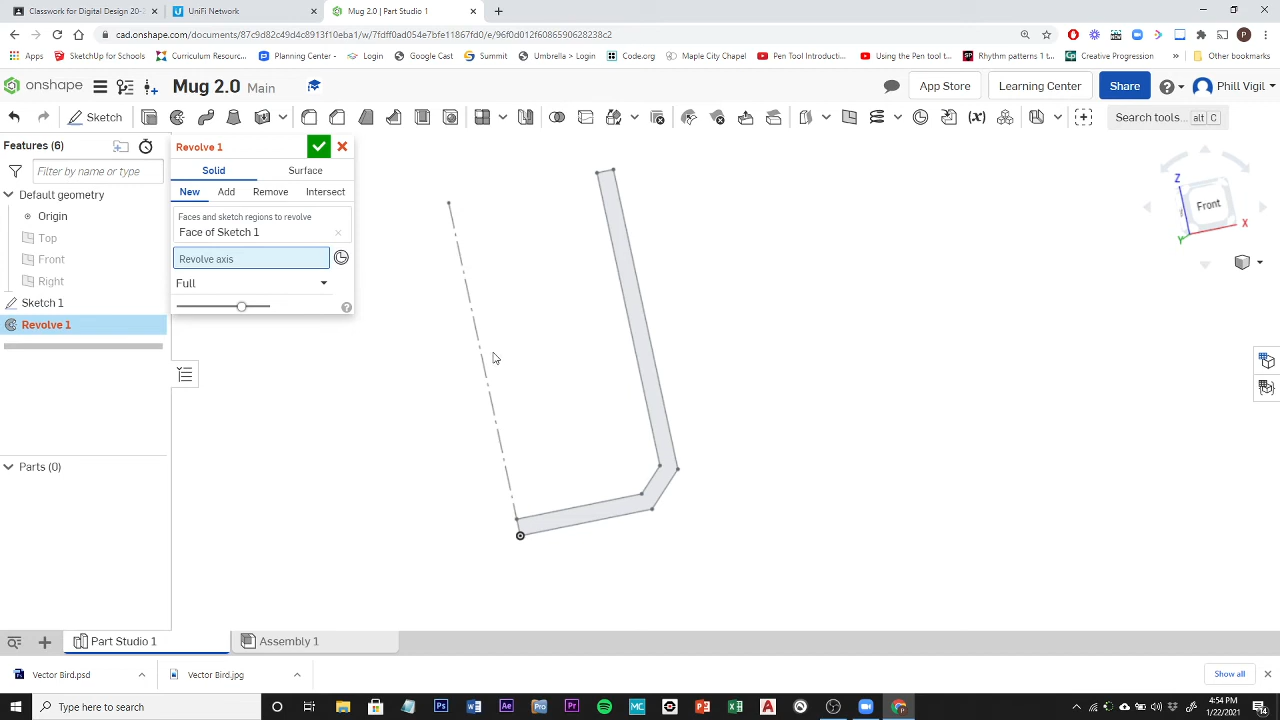 Classwork for Digital Design 20-
UniFi Network
Mug 2.0 | Part Studio 1
cad.onshape.com/documents/87c9d82c49d4c8913f10eba1/w/7fdff0ad054e7bfe11867f60/e/96f0d012f6086590628238c2
Apps
SketchUpSchools
Curriculum Resourc...
Planning Center
Login
Google Cast
Summit
Umbrella > Login
Code.org
Maple City Chapel
Pen Tool Introductio...
Using the Pen tool t...
Rhythm patterns 1 t...
Creative Progression
Other bookmarks
onshape
Mug 2.0 Main
App Store
Learning Center
Share
Phill Vigil
Sketch
Search tools... alt C
Features (6)
Filter by name or type
Default geometry
Origin
Top
Front
Right
Sketch 1
Revolve 1
Parts (0)
Revolve 1
Solid
Surface
New
Add
Remove
Intersect
Faces and sketch regions to revolve
Face of Sketch 1
Revolve axis
Full
Z
Front
X
Y
Part Studio 1
Assembly 1
Vector Bird.psd
Vector Bird.jpg
Show all
Type here to search
4:54 PM
1/22/2021